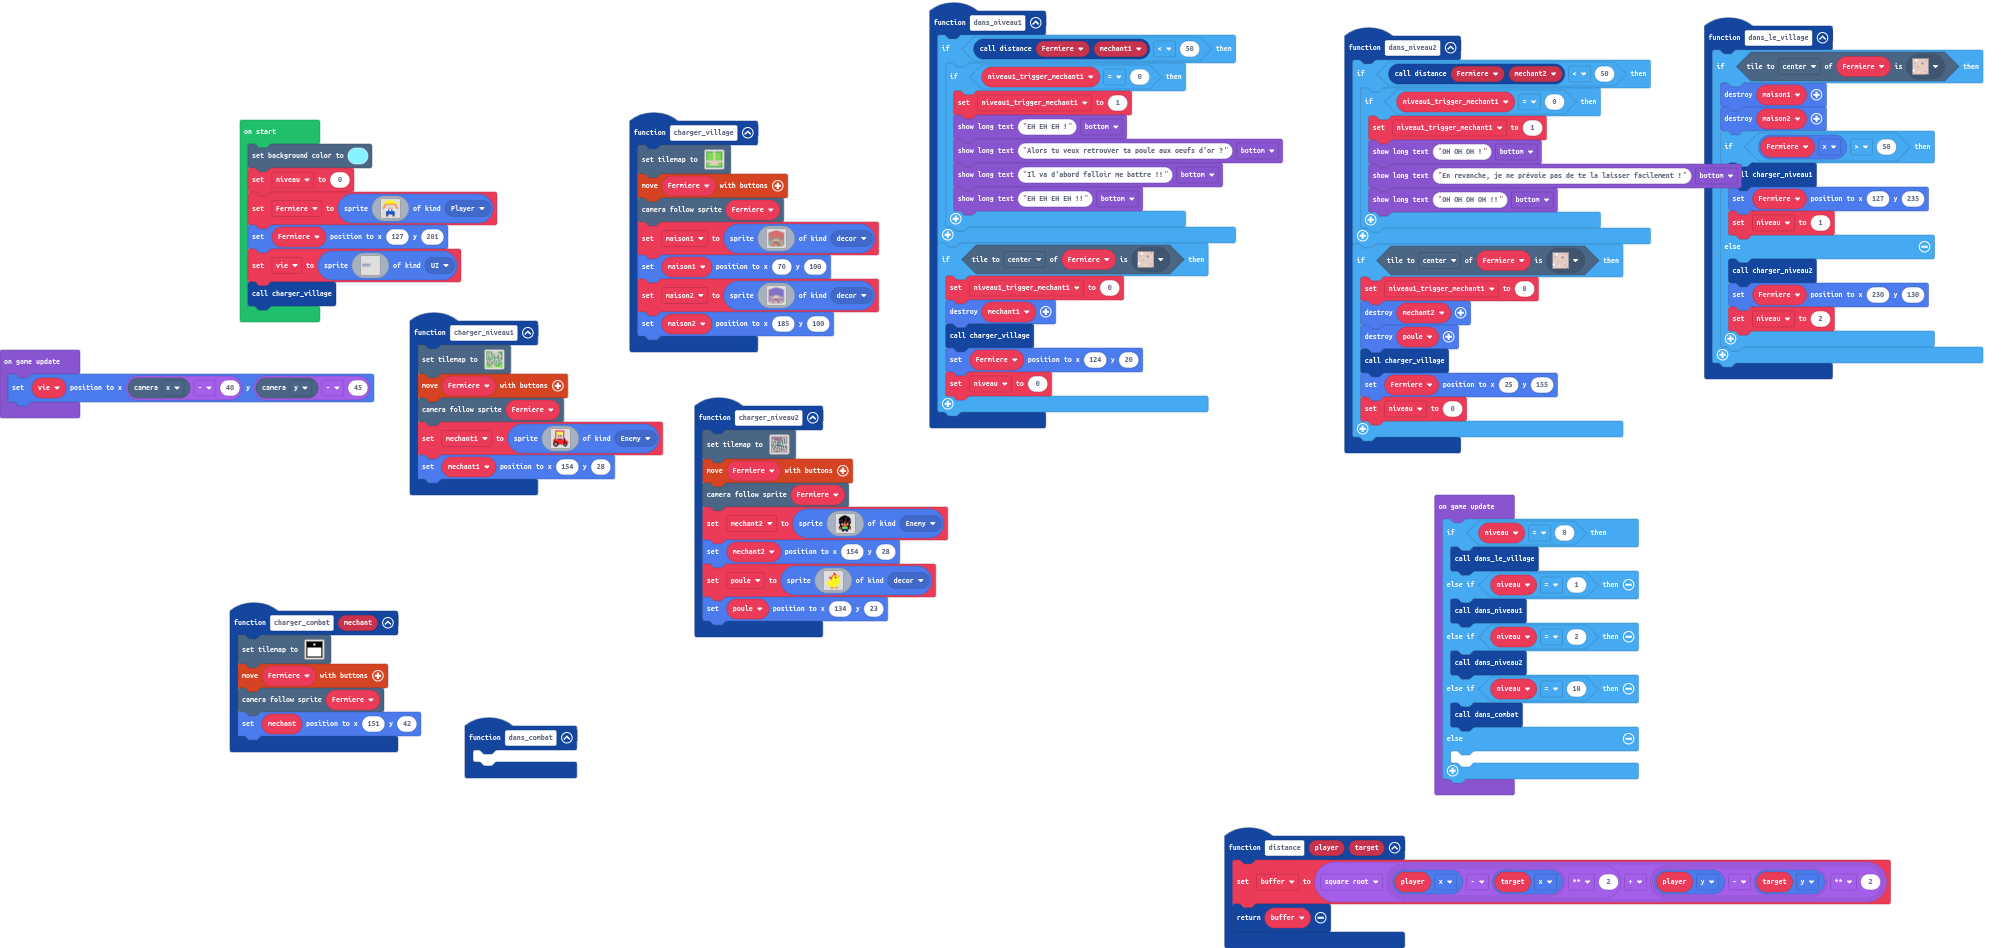 on start
set background color to
set niveau to 0
set Fermiere to sprite of kind Player
set Fermiere position to x 127 y 201
set vie to sprite of kind UI
call charger_village
on game update
set vie position to x camera x - 40 y camera y - 45
function charger_niveau1
set tilemap to
move Fermiere with buttons
camera follow sprite Fermiere
set mechant1 to sprite of kind Enemy
set mechant1 position to x 154 y 28
function charger_village
set tilemap to
move Fermiere with buttons
camera follow sprite Fermiere
set maison1 to sprite of kind decor
set maison1 position to x 70 y 100
set maison2 to sprite of kind decor
set maison2 position to x 185 y 100
function charger_niveau2
set tilemap to
move Fermiere with buttons
camera follow sprite Fermiere
set mechant2 to sprite of kind Enemy
set mechant2 position to x 154 y 28
set poule to sprite of kind decor
set poule position to x 134 y 23
function charger_combat mechant
set tilemap to
move Fermiere with buttons
camera follow sprite Fermiere
set mechant position to x 151 y 42
function dans_combat
function dans_niveau1
if call distance Fermiere mechant1 < 50 then
if niveau1_trigger_mechant1 = 0 then
set niveau1_trigger_mechant1 to 1
show long text "EH EH EH !" bottom
show long text "Alors tu veux retrouver ta poule aux oeufs d'or ?" bottom
show long text "Il va d'abord falloir me battre !!" bottom
show long text "EH EH EH EH !!" bottom
if tile to center of Fermiere is then
set niveau1_trigger_mechant1 to 0
destroy mechant1
call charger_village
set Fermiere position to x 124 y 20
set niveau to 0
function dans_niveau2
if call distance Fermiere mechant2 < 50 then
if niveau1_trigger_mechant1 = 0 then
set niveau1_trigger_mechant1 to 1
show long text "OH OH OH !" bottom
show long text "En revanche, je ne prévoie pas de te la laisser facilement !" bottom
show long text "OH OH OH OH !!" bottom
if tile to center of Fermiere is then
set niveau1_trigger_mechant1 to 0
destroy mechant2
destroy poule
call charger_village
set Fermiere position to x 25 y 155
set niveau to 0
function dans_le_village
if tile to center of Fermiere is then
destroy maison1
destroy maison2
if Fermiere x > 50 then
charger_niveau1
set Fermiere position to x 127 y 235
set niveau to 1
else
call charger_niveau2
set Fermiere position to x 230 y 130
set niveau to 2
on game update
if niveau = 0 then
call dans_le_village
else if niveau = 1 then
call dans_niveau1
else if niveau = 2 then
call dans_niveau2
else if niveau = 10 then
call dans_combat
else
function distance player target
set buffer to square root player x - target x ** 2 + player y - target y ** 2
return buffer